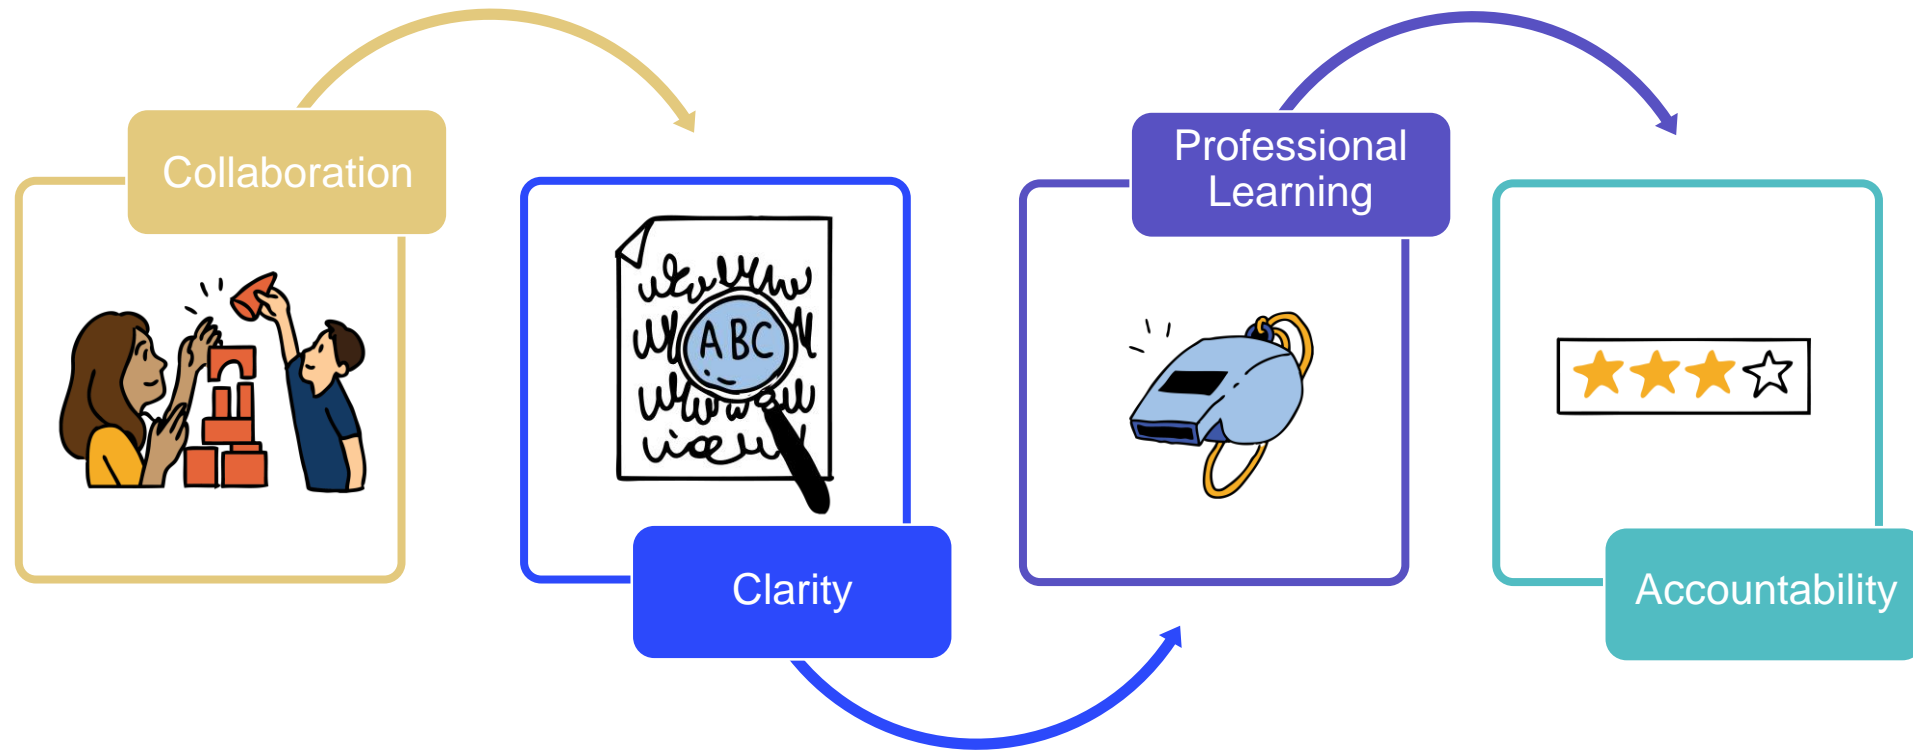 Collaboration
ABC
Clarity
Professional
Learning
Accountability